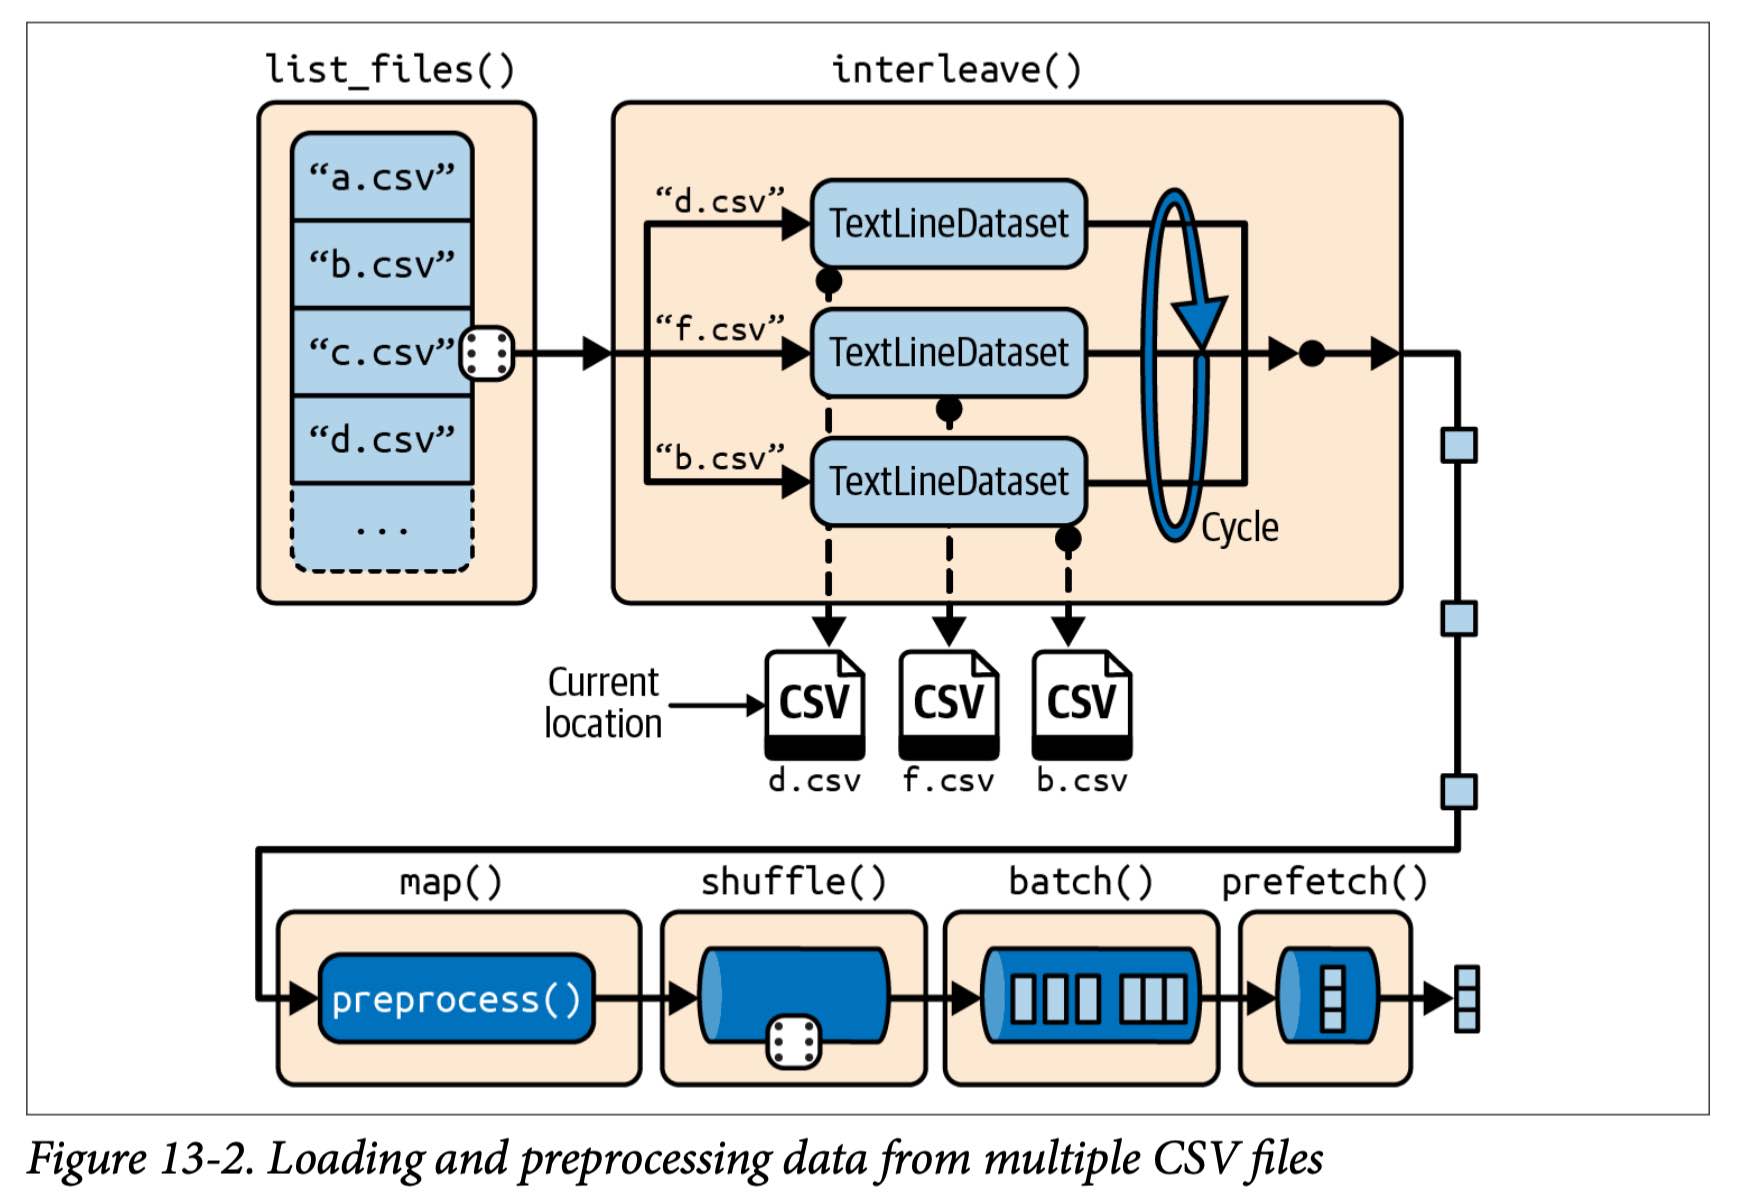 list_files()
interleave()
“a.csv”
“b.csv”
“c.csv”
“d.csv”
...
“d.csv”
TextLineDataset
“f.csv”
TextLineDataset
“b.csv”
TextLineDataset
Cycle
Current
location
CSV
CSV
CSV
d.csv
f.csv
b.csv
map()
shuffle()
batch()
prefetch()
preprocess()
Figure 13-2. Loading and preprocessing data from multiple CSV files